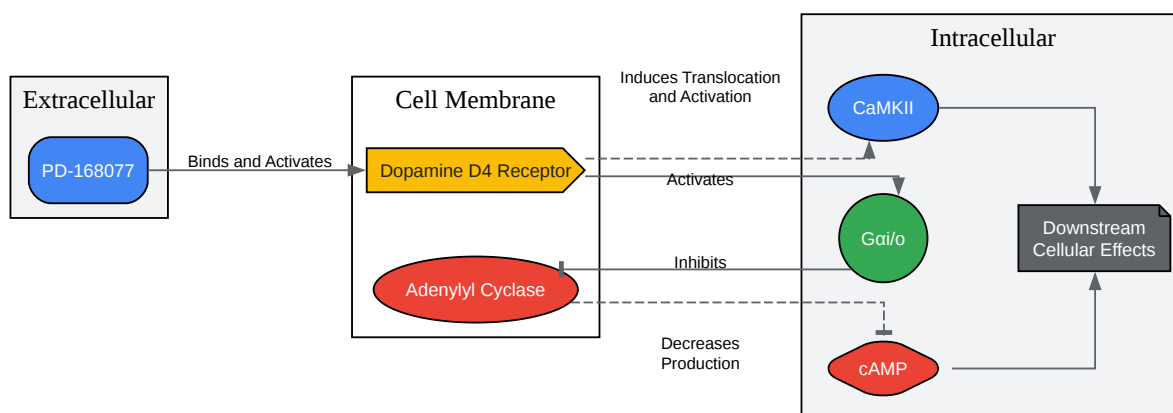 Extracellular
PD-168077
Binds and Activates
Cell Membrane
Dopamine D4 Receptor
Adenylyl Cyclase
Induces Translocation
and Activation
Activates
Inhibits
Decreases
Production
Intracellular
CaMKII
Gαi/o
cAMP
Downstream
Cellular Effects